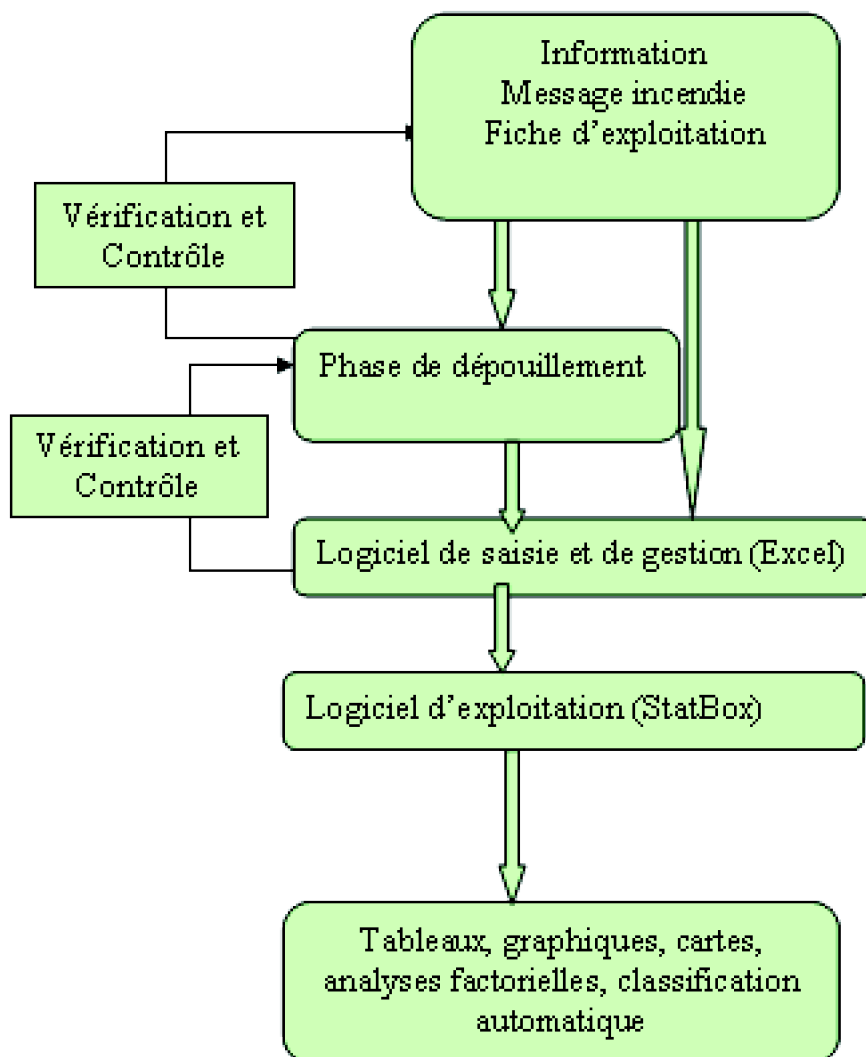 Information
Message incendie
Fiche d'exploitation
Vérification et
Contrôle
Phase de dépouillement
Vérification et
Contrôle
Logiciel de saisie et de gestion (Excel)
Logiciel d'exploitation (StatBox)
Tableaux, graphiques, cartes,
analyses factorielles, classification
automatique